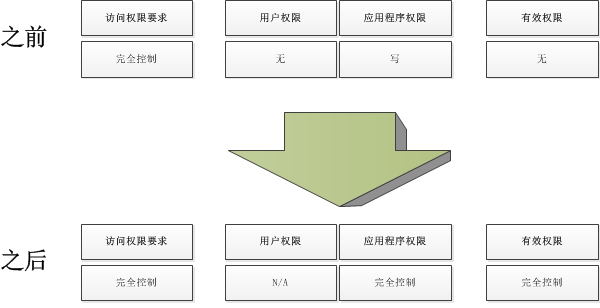 之前
访问权限要求 用户权限 应用程序权限 有效权限
完全控制 无 写 无
之后
访问权限要求 用户权限 应用程序权限 有效权限
完全控制 N/A 完全控制 完全控制